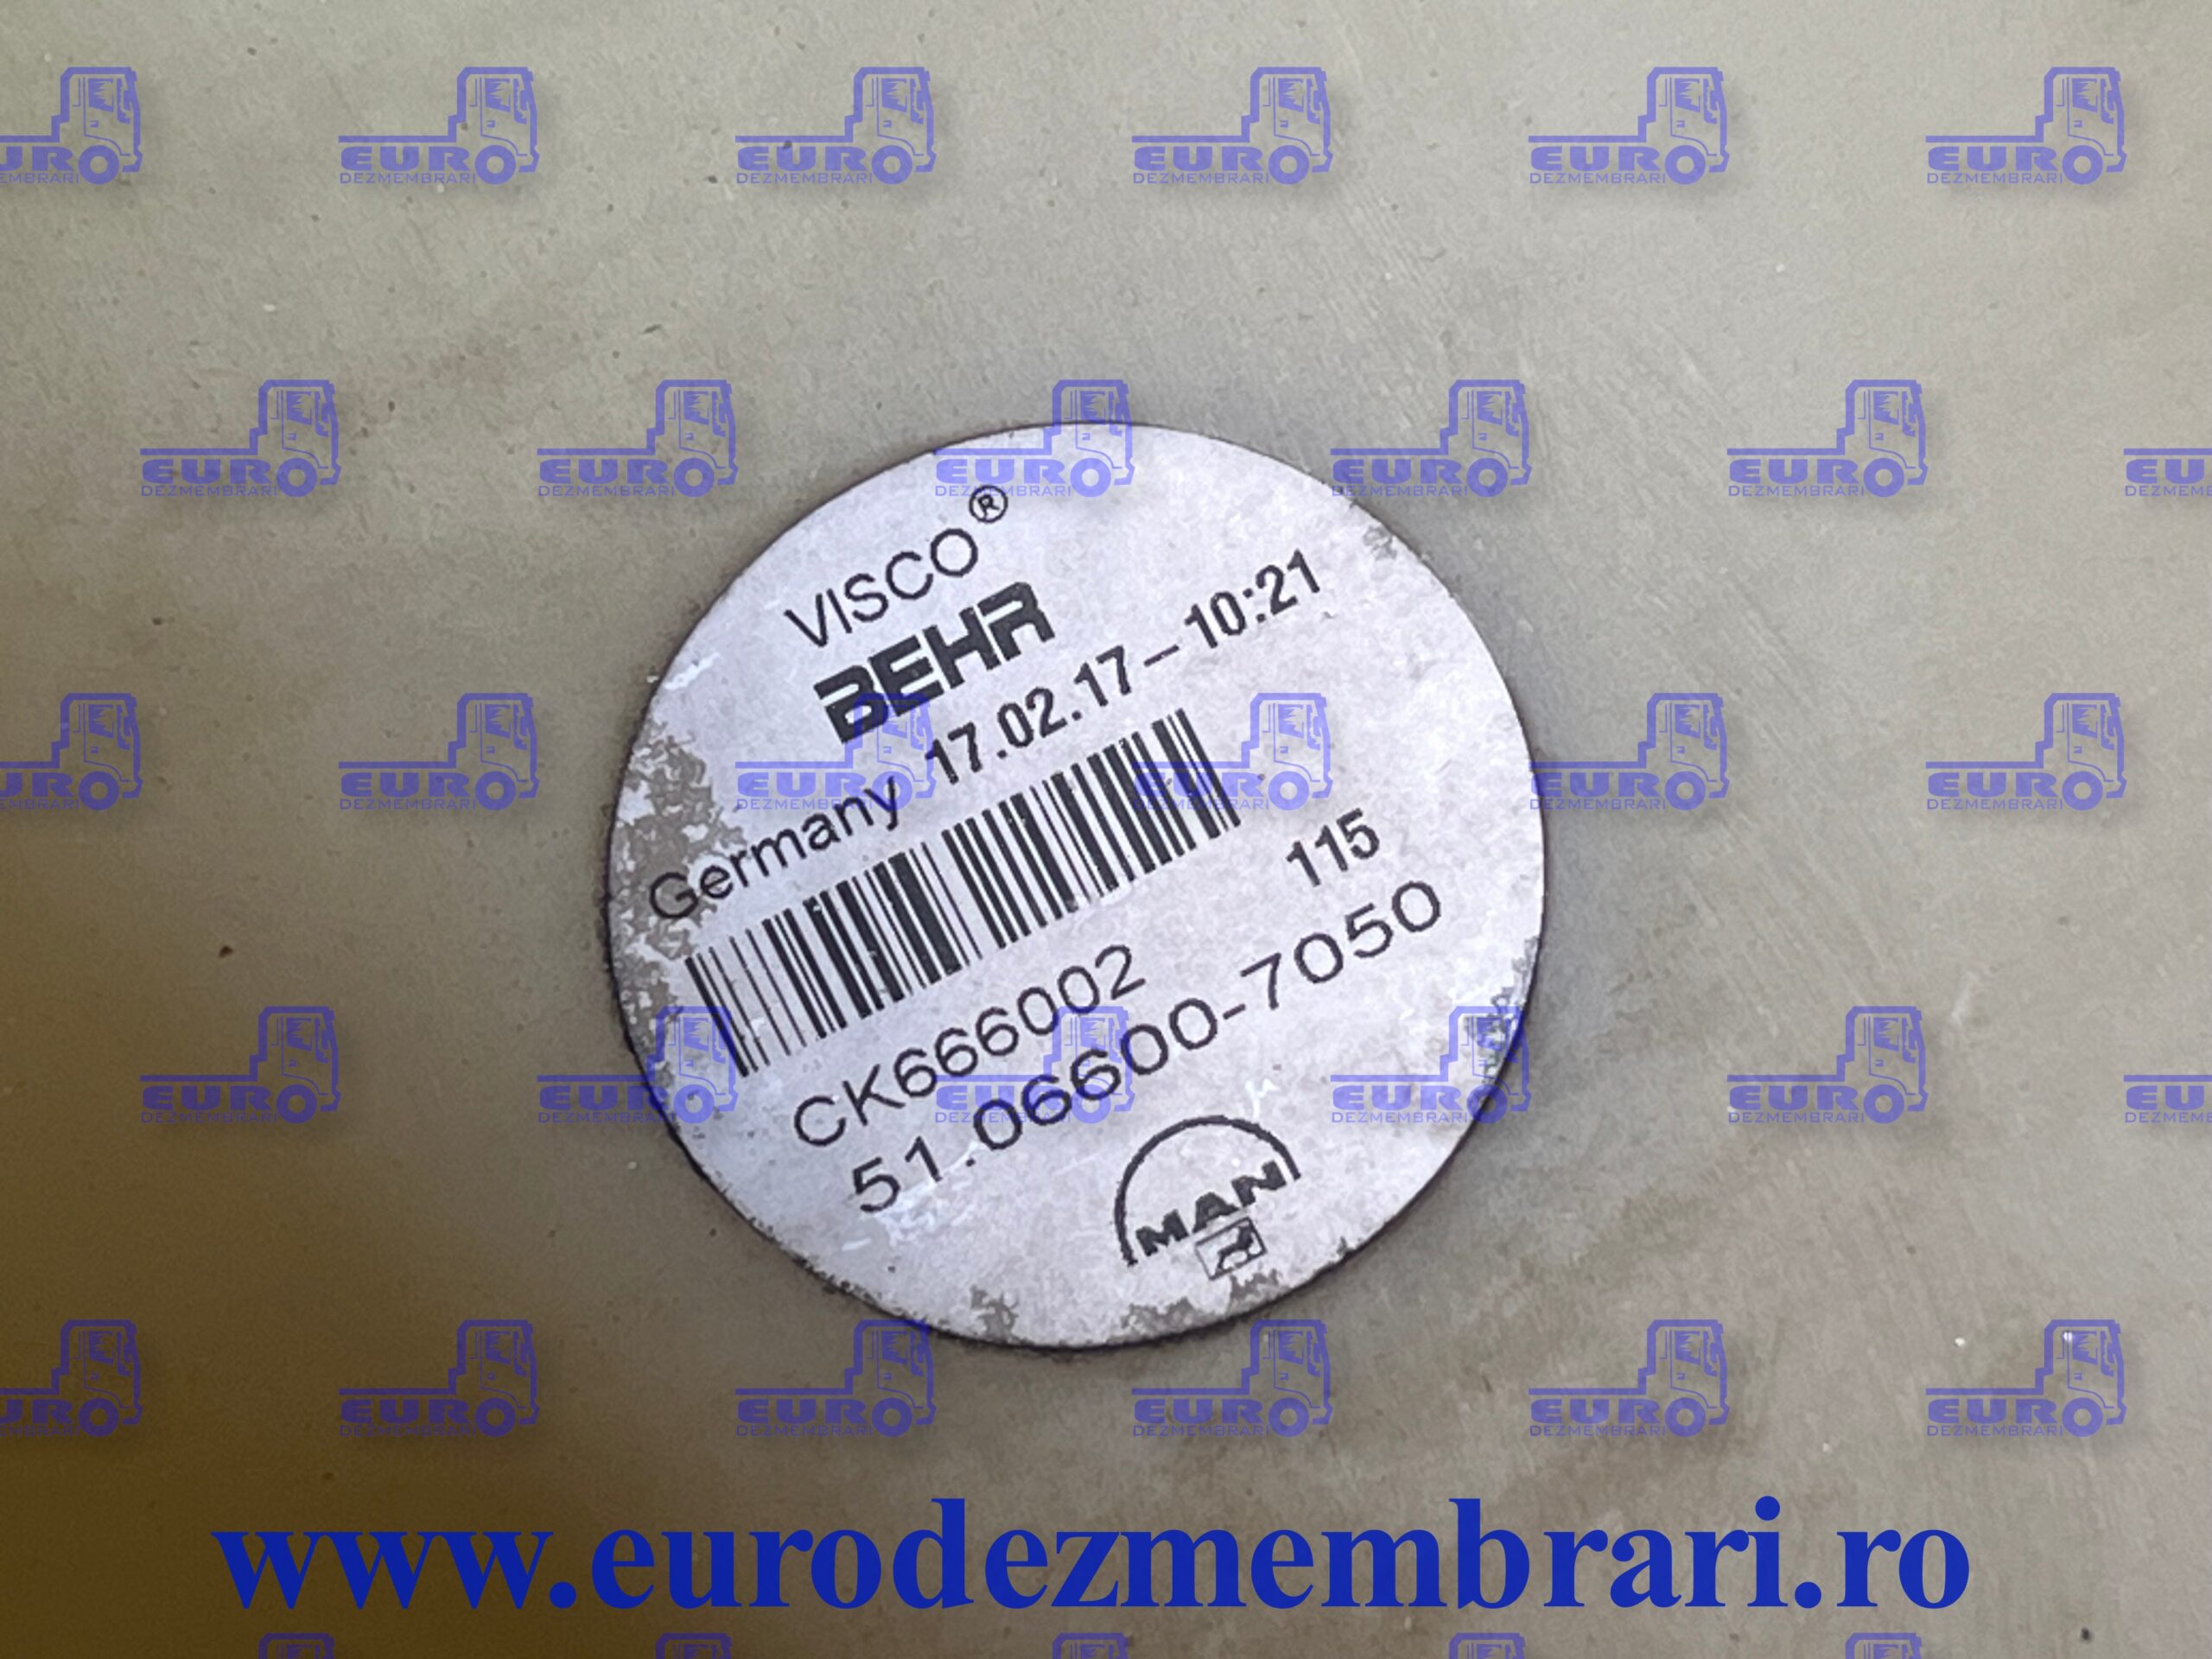 VISCO®
BEHR
Germany 17.02.17–10:21
115
CK666002
51.06600-7050
MAN
EURO
DEZMEMBRARI
www.eurodezmembrari.ro